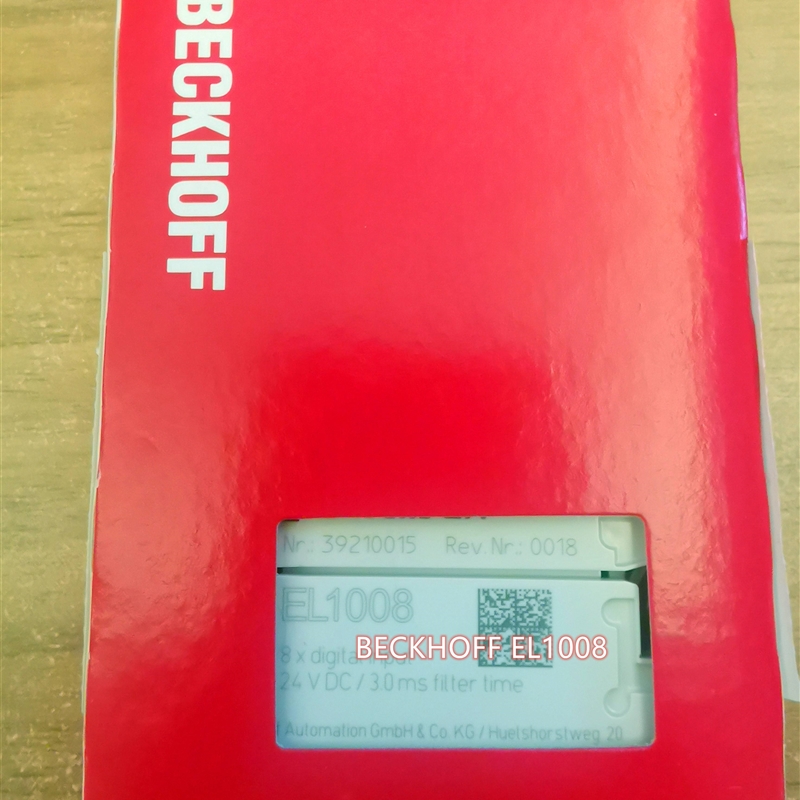 BECKHOFF
Nr.: 39210015 Rev.Nr.: 0018
EL1008
8 x digital input
BECKHOFF EL1008
24 V DC / 3.0 ms filter time
Automation GmbH & Co. KG / Huelshorstweg 20